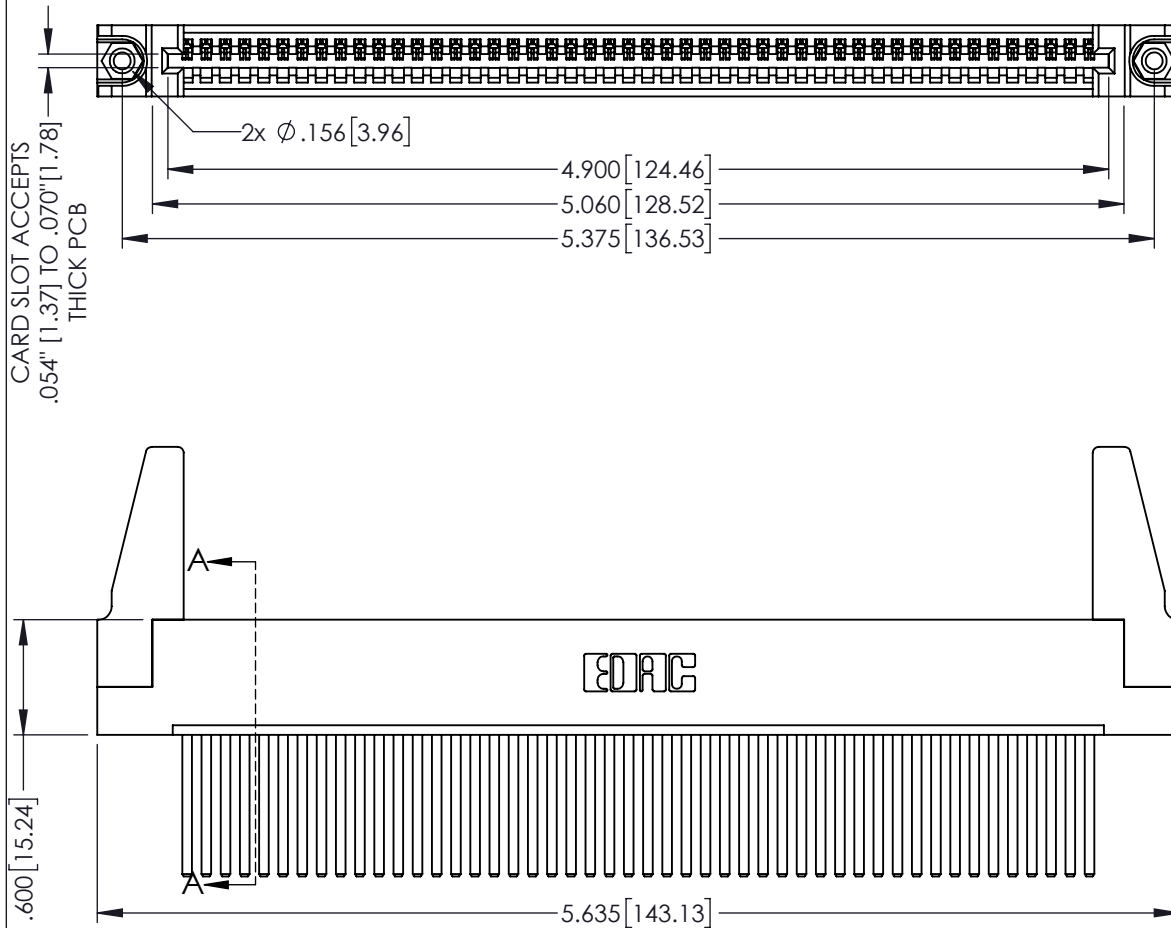 2x Ø.156[3.96]
4.900[124.46]
5.060[128.52]
5.375[136.53]
CARD SLOT ACCEPTS
.054" [1.37] TO .070"[1.78]
THICK PCB
A
EDAC
A
.600[15.24]
5.635[143.13]